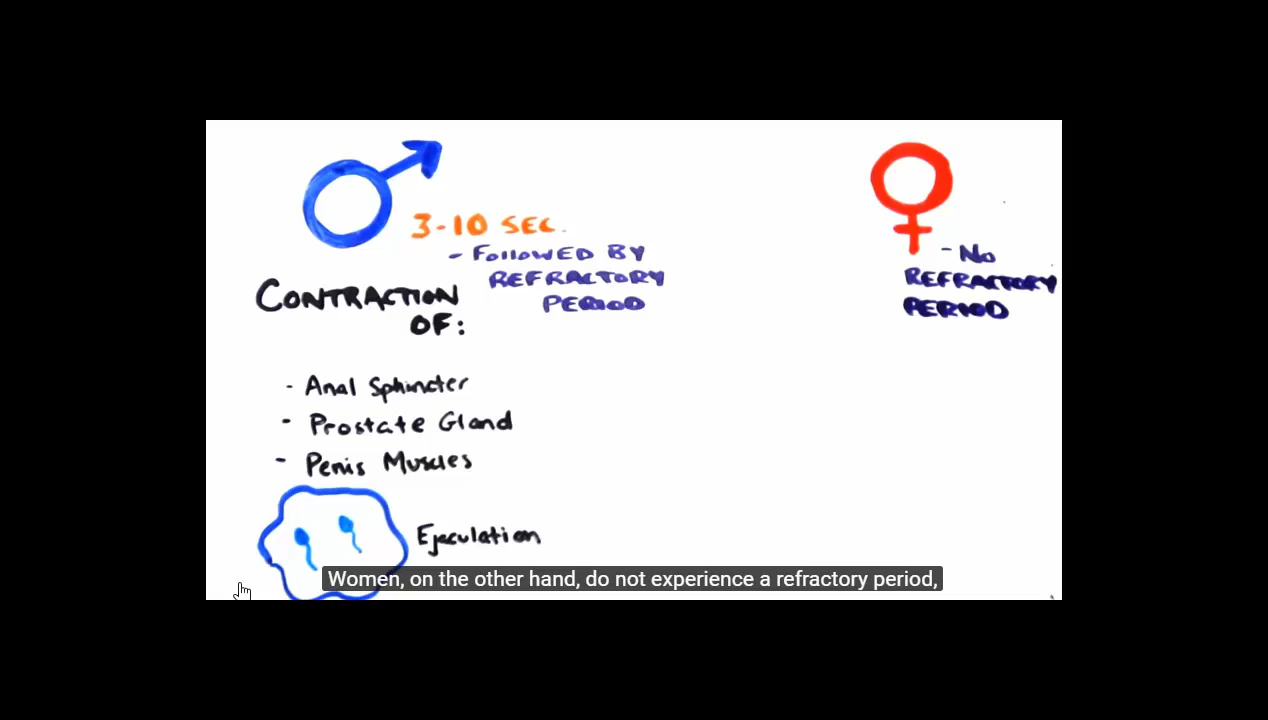 3-10 SEC.
- FOLLOWED BY
REFRACTORY
PERIOD
CONTRACTION
OF:
- Anal Sphincter
- Prostate Gland
- Penis Muscles
Ejaculation
- No
REFRACTORY
PERIOD
Women, on the other hand, do not experience a refractory period,